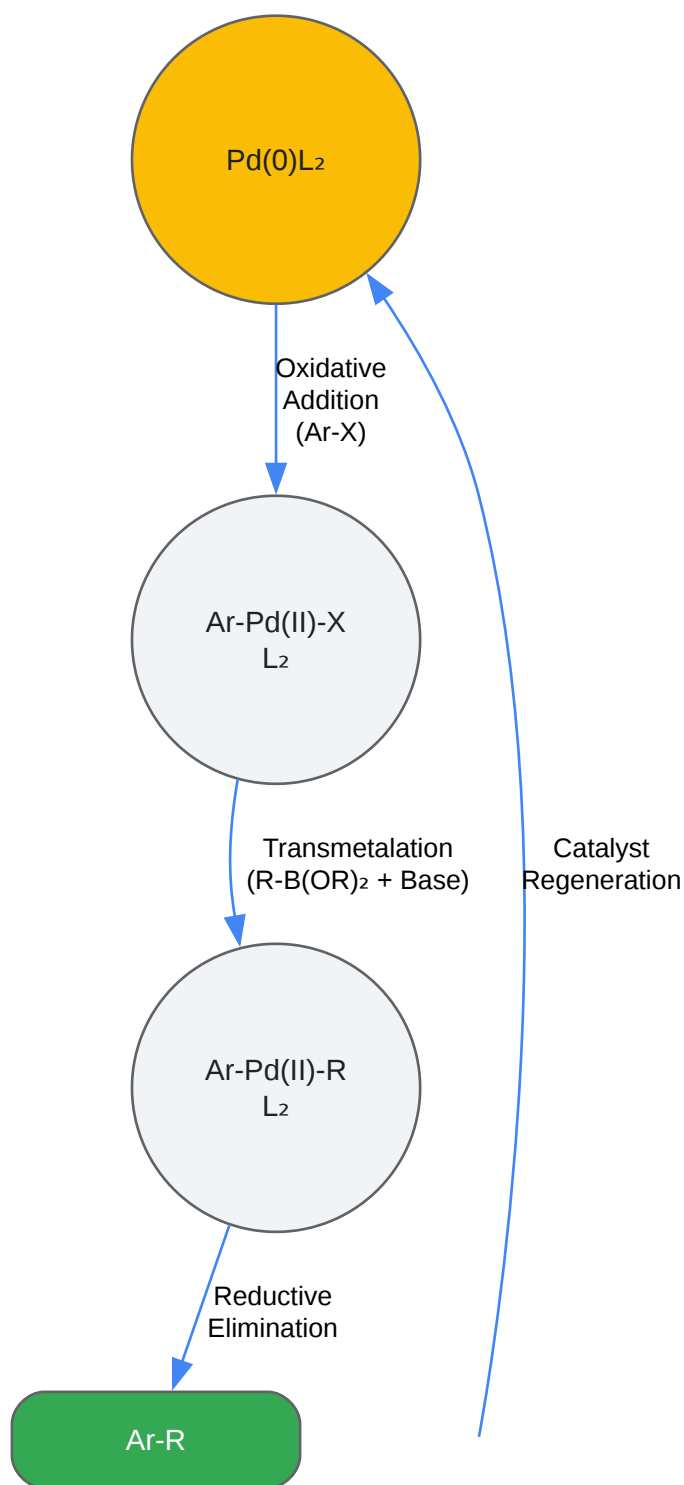 Pd(0)L₂
Oxidative
Addition
(Ar-X)
Ar-Pd(II)-X
L₂
Transmetalation
(R-B(OR)₂ + Base)
Catalyst
Regeneration
Ar-Pd(II)-R
L₂
Reductive
Elimination
Ar-R